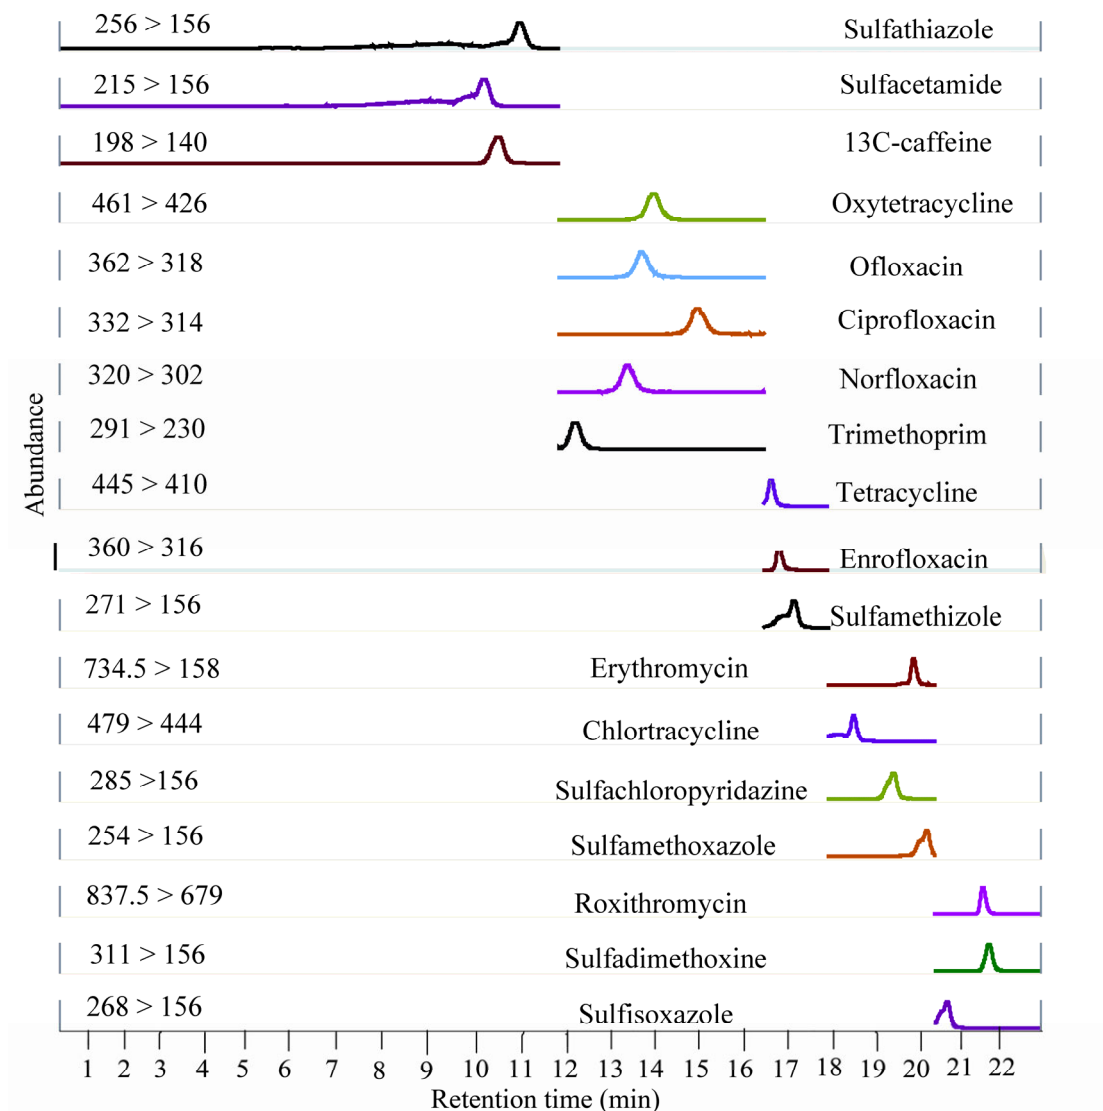 256 > 156 Sulfathiazole
215 > 156 Sulfacetamide
198 > 140 13C-caffeine
461 > 426 Oxytetracycline
362 > 318 Ofloxacin
332 > 314 Ciprofloxacin
320 > 302 Norfloxacin
291 > 230 Trimethoprim
445 > 410 Tetracycline
360 > 316 Enrofloxacin
271 > 156 Sulfamethizole
734.5 > 158 Erythromycin
479 > 444 Chlortracycline
285 >156 Sulfachloropyridazine
254 > 156 Sulfamethoxazole
837.5 > 679 Roxithromycin
311 > 156 Sulfadimethoxine
268 > 156 Sulfisoxazole
Abundance
1 2 3 4 5 6 7 8 9 10 11 12 13 14 15 16 17 18 19 20 21 22
Retention time (min)